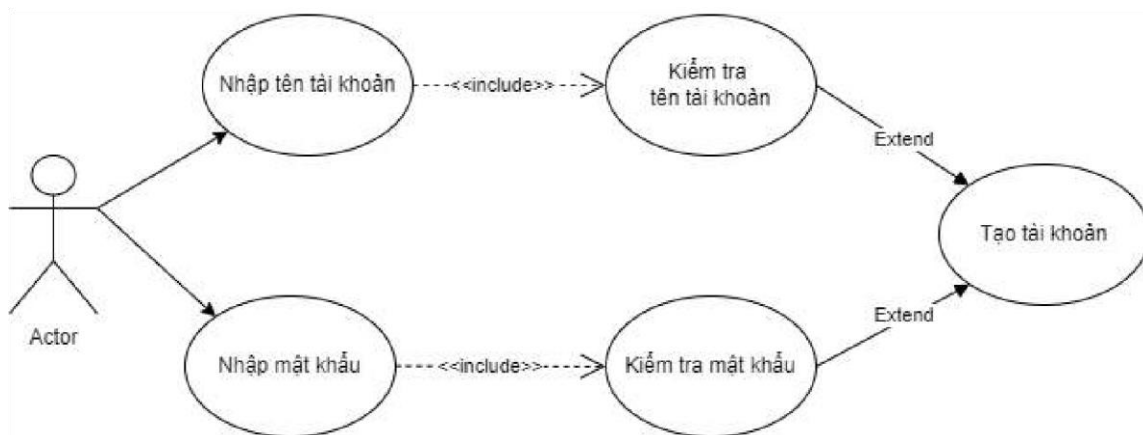 Nhập tên tài khoản
<<include>>
Kiểm tra
tên tài khoản
Extend
Tạo tài khoản
Actor
Nhập mật khẩu
<<include>>
Kiểm tra mật khẩu
Extend